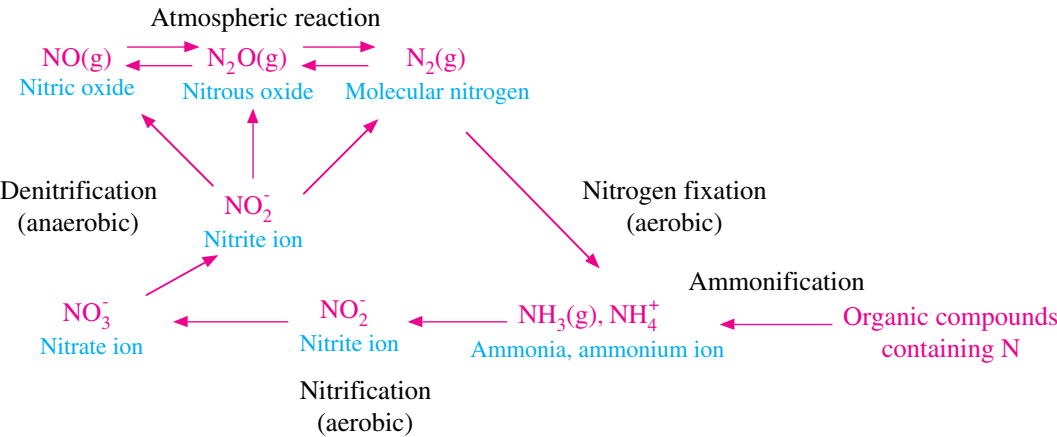 Atmospheric reaction
NO(g) N₂O(g) N₂(g)
Nitric oxide Nitrous oxide Molecular nitrogen
Denitrification
(anaerobic)
NO₂⁻
Nitrite ion
Nitrogen fixation
(aerobic)
Ammonification
NO₃⁻
Nitrate ion
NO₂⁻
Nitrite ion
NH₃(g), NH₄⁺
Ammonia, ammonium ion
Organic compounds
containing N
Nitrification
(aerobic)